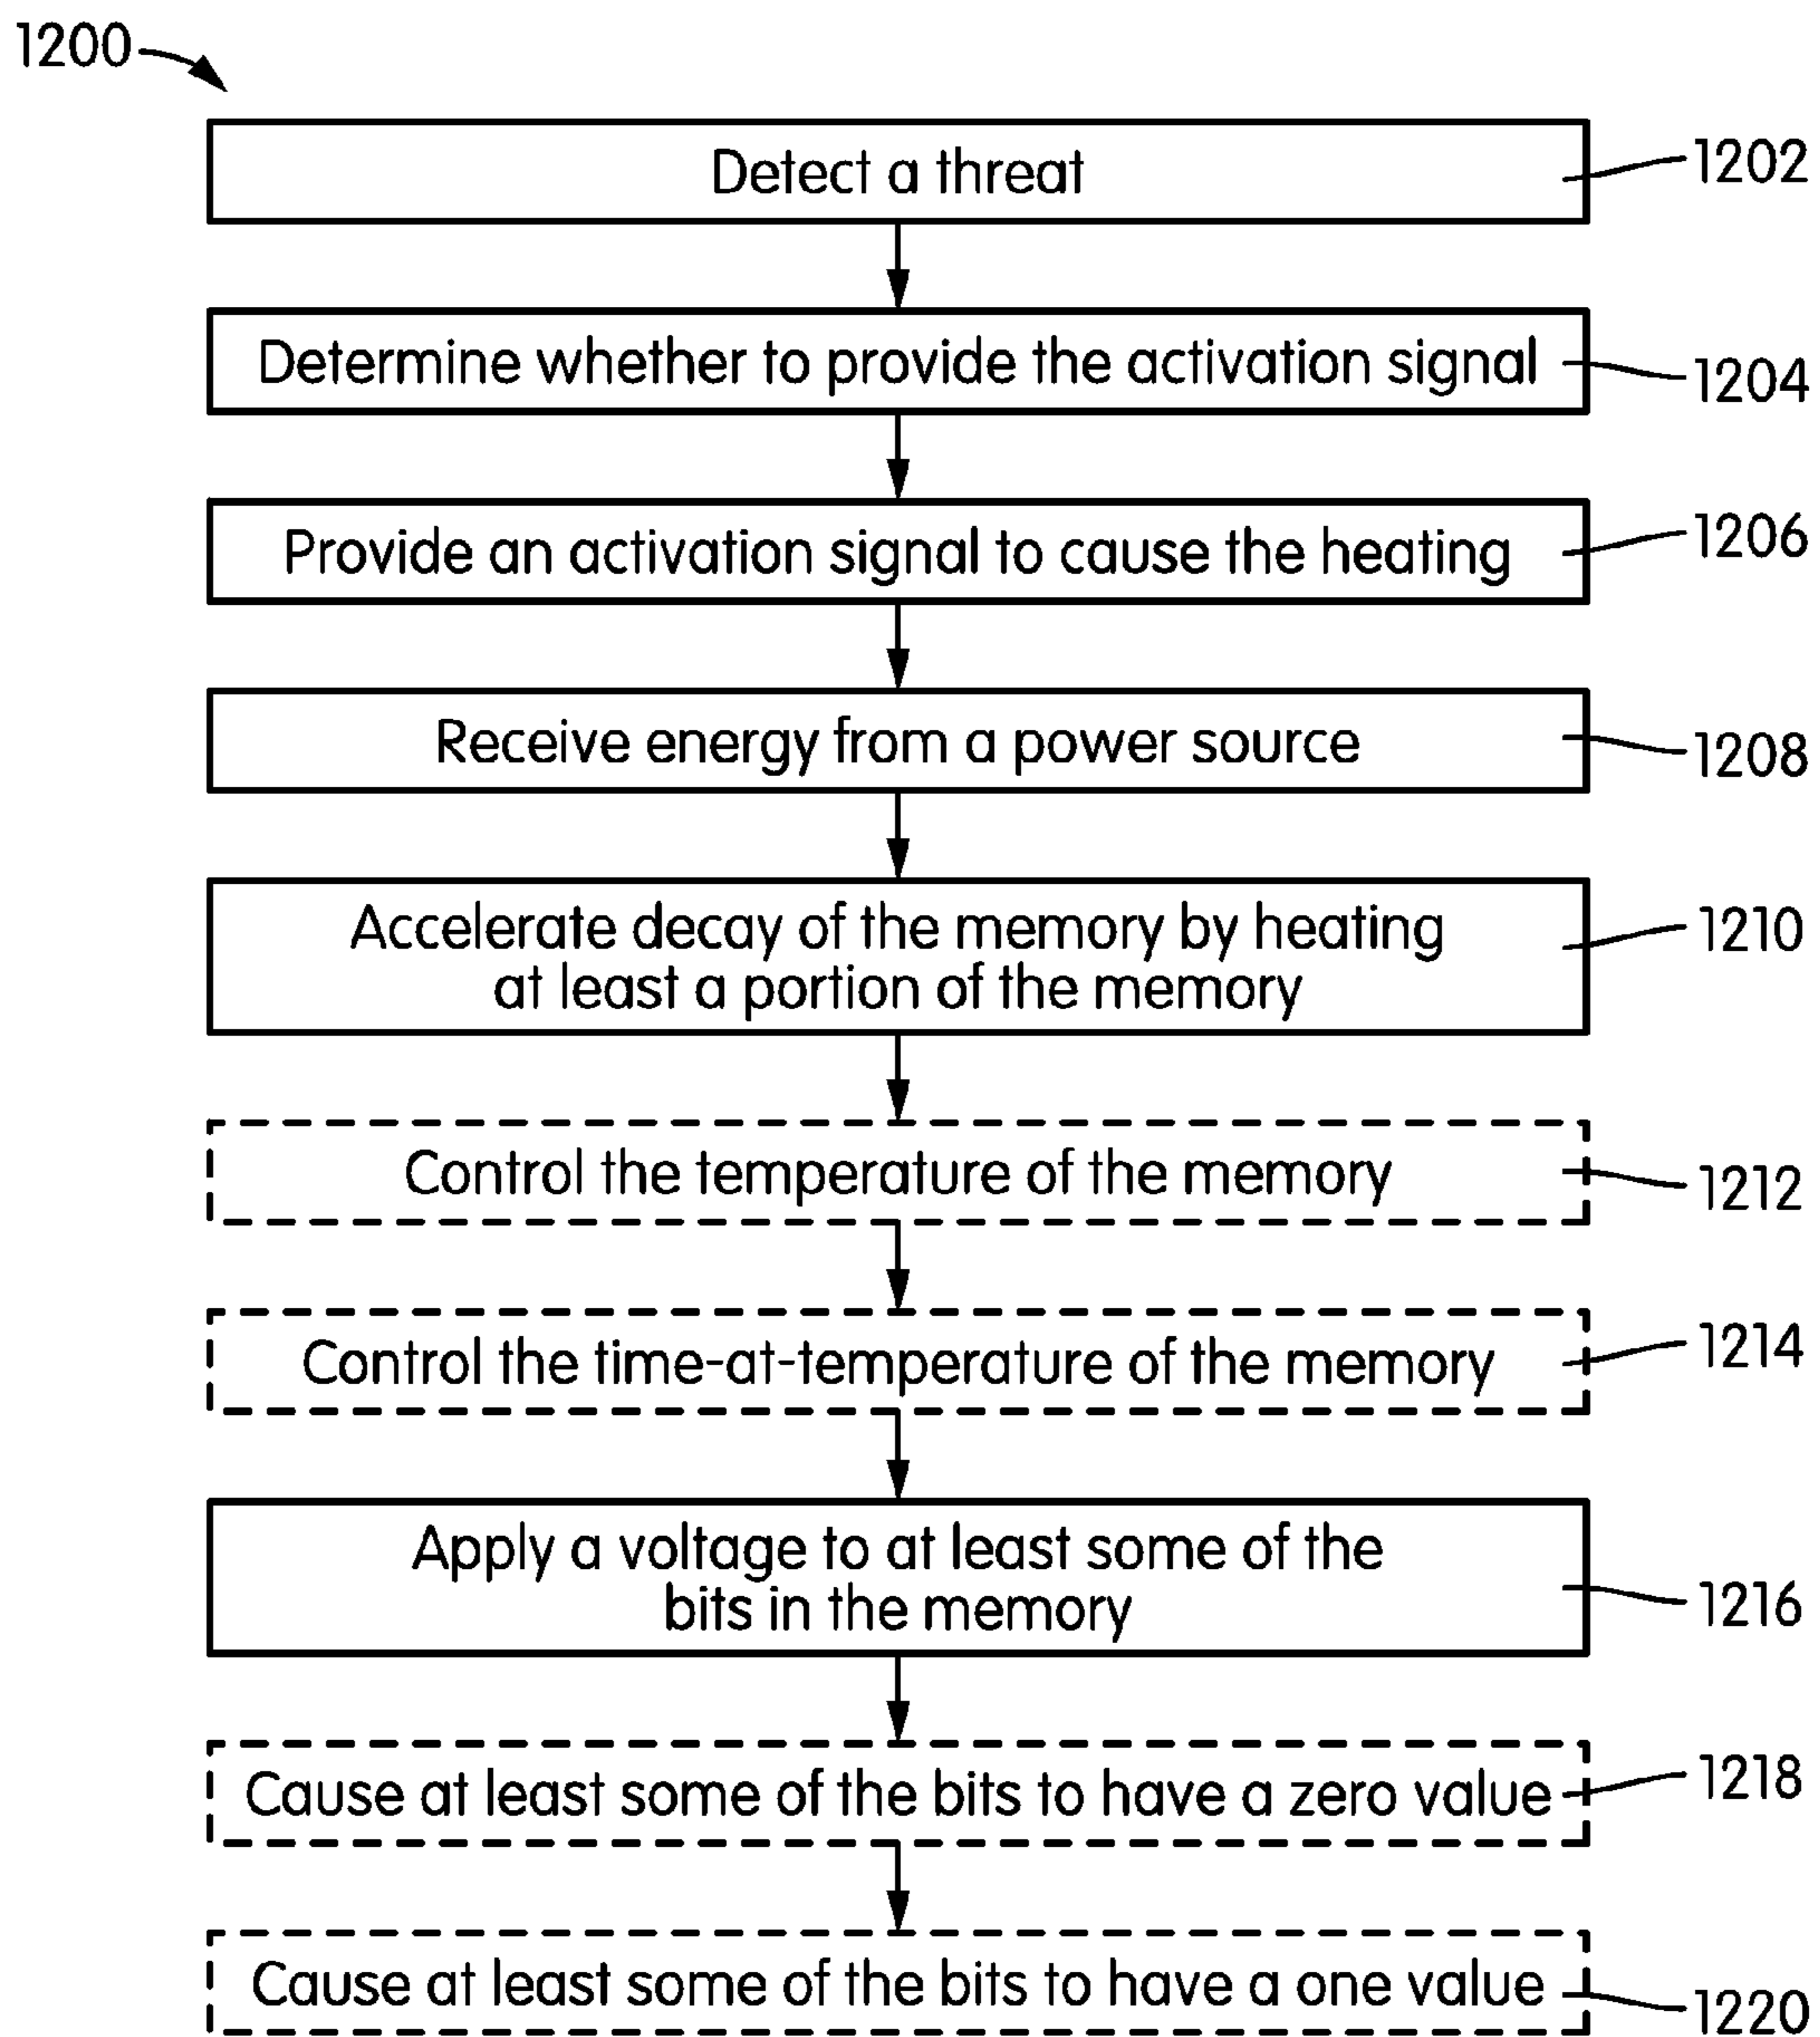 1200
Detect a threat
1202
Determine whether to provide the activation signal
1204
Provide an activation signal to cause the heating
1206
Receive energy from a power source
1208
Accelerate decay of the memory by heating
at least a portion of the memory
1210
Control the temperature of the memory
1212
Control the time-at-temperature of the memory
1214
Apply a voltage to at least some of the
bits in the memory
1216
Cause at least some of the bits to have a zero value
1218
Cause at least some of the bits to have a one value
1220